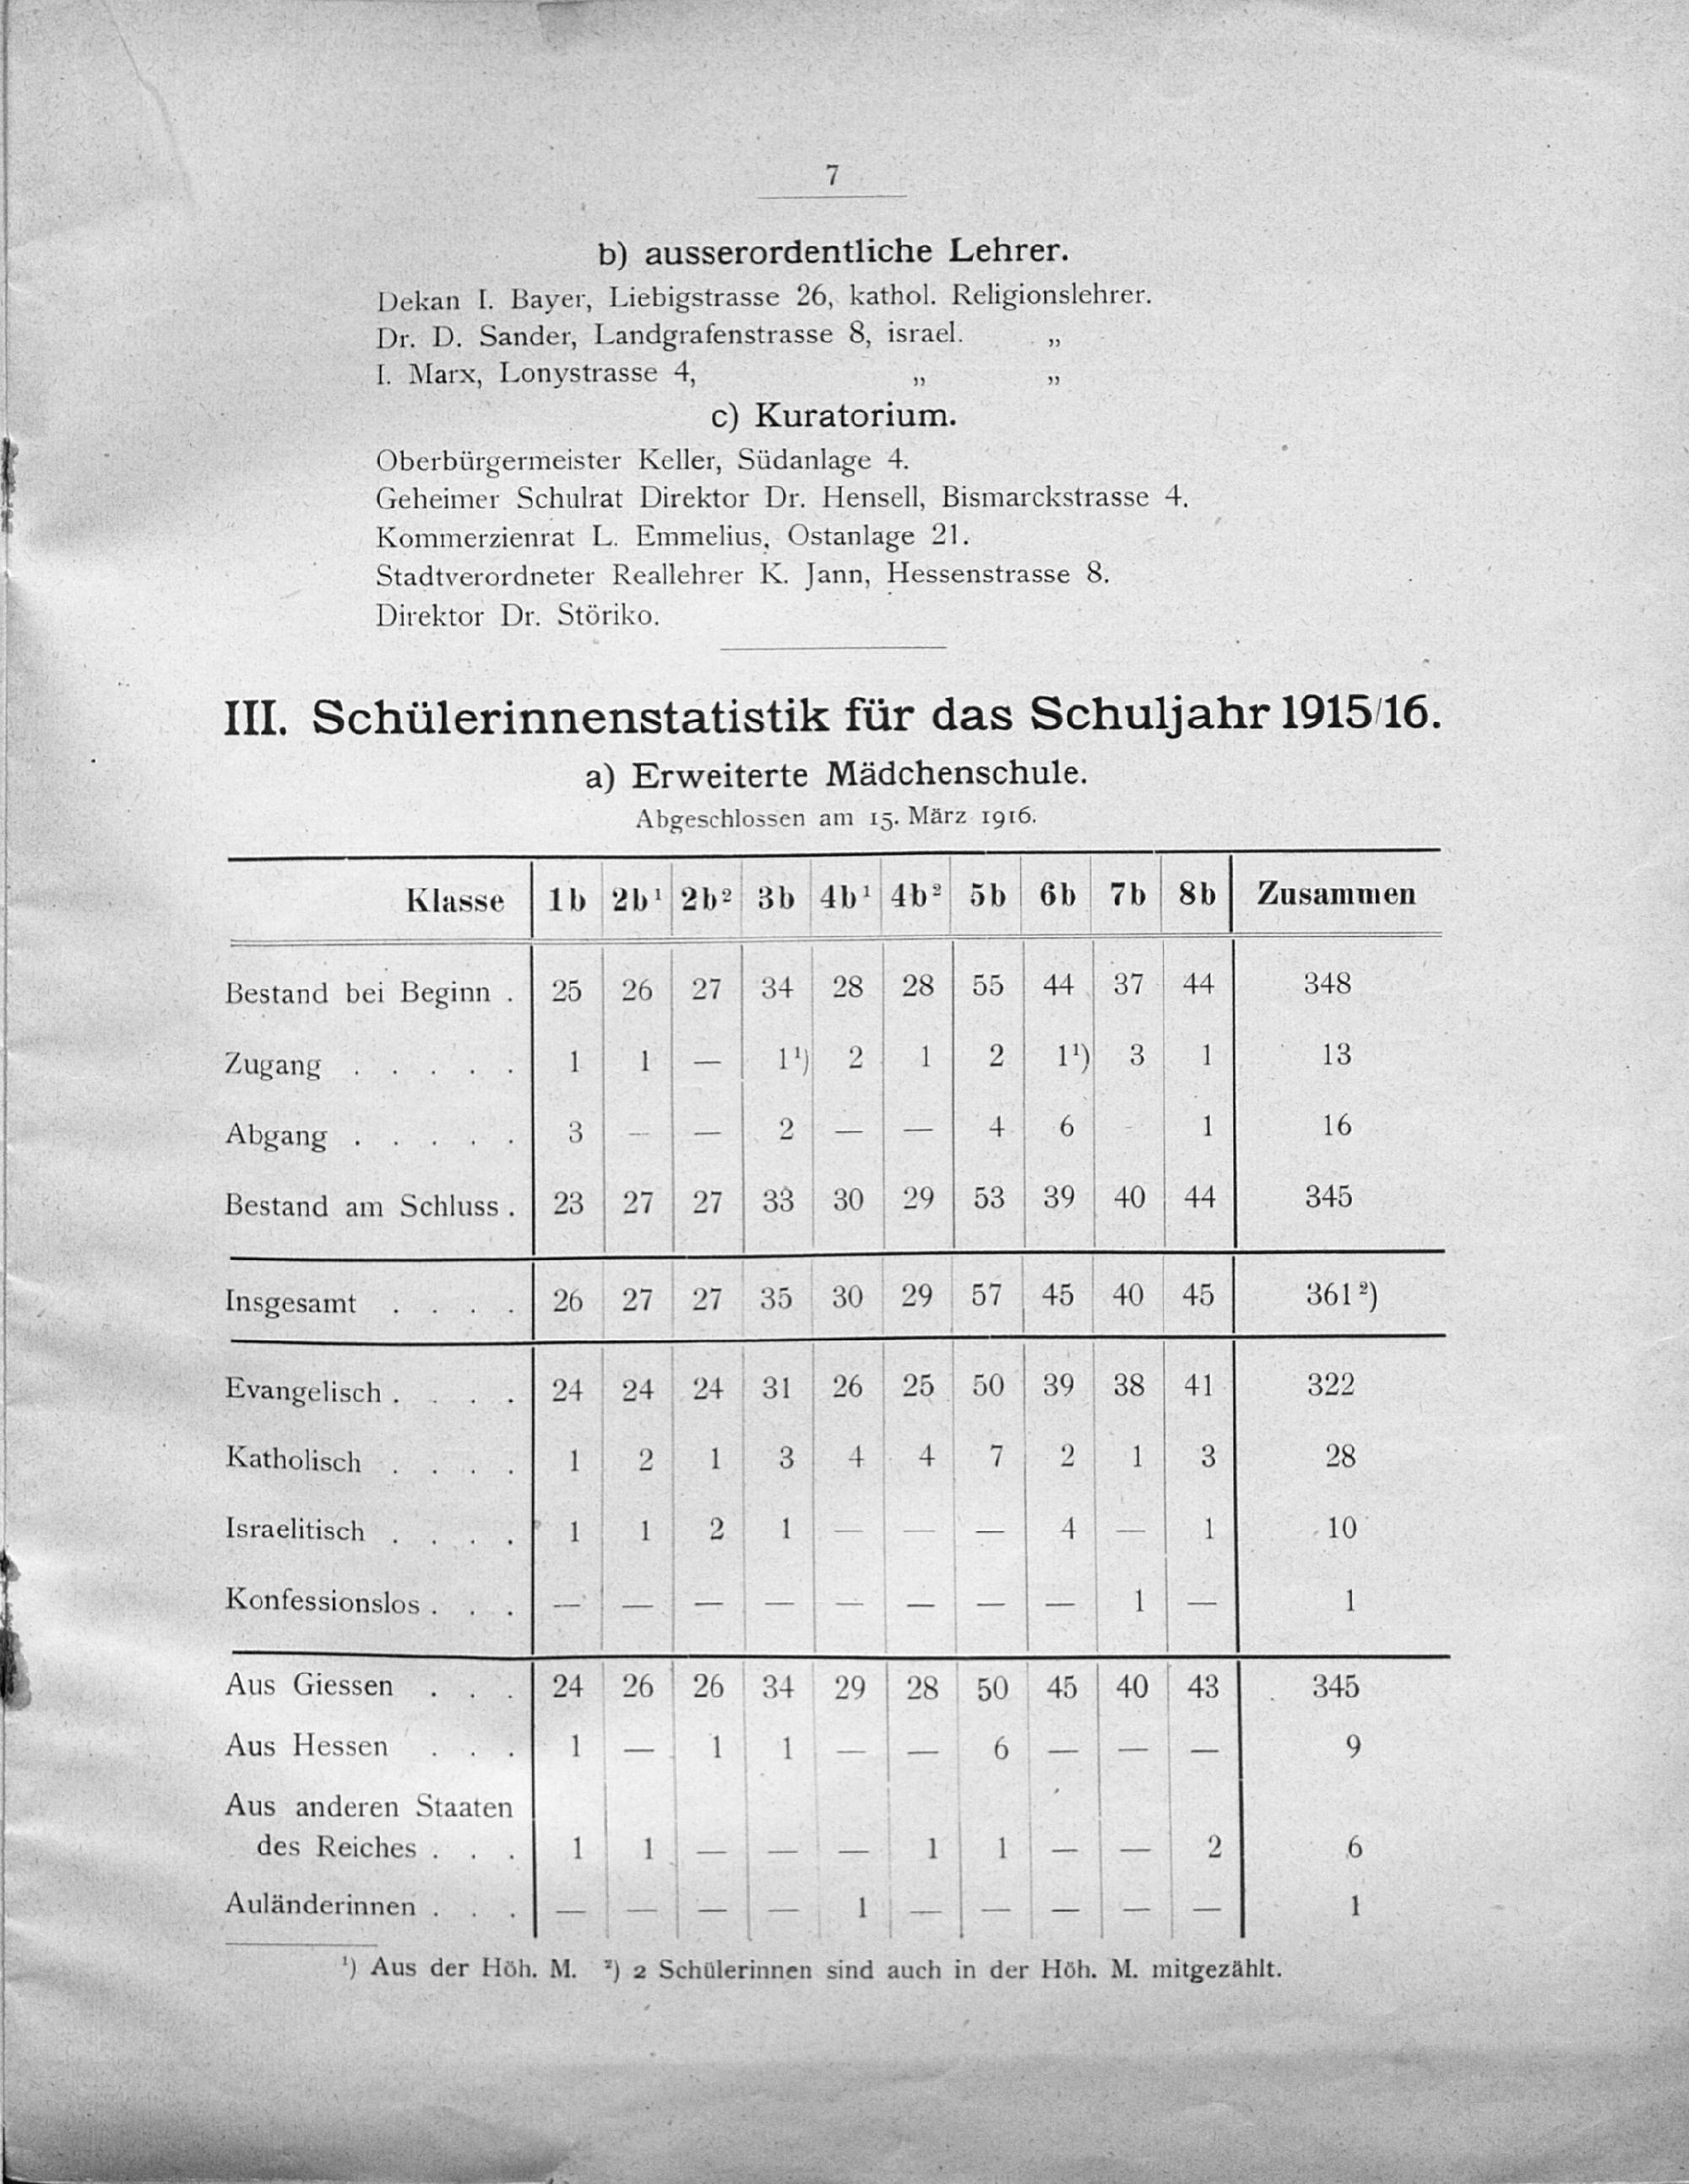 7
b) ausserordentliche Lehrer.
Dekan I. Bayer, Liebigstrasse 26, kathol. Religionslehrer.
Dr. D. Sander, Landgrafenstrasse 8, israel. „
I. Marx, Lonystrasse 4, „ „
c) Kuratorium.
Oberbürgermeister Keller, Südanlage 4.
Geheimer Schulrat Direktor Dr. Hensell, Bismarckstrasse 4.
Kommerzienrat L. Emmelius, Ostanlage 21.
Stadtverordneter Reallehrer K. Jann, Hessenstrasse 8.
Direktor Dr. Störiko.
III. Schülerinnenstatistik für das Schuljahr 1915/16.
a) Erweiterte Mädchenschule.
Abgeschlossen am 15. März 1916.
Klasse 1b 2b¹ 2b² 3b 4b¹ 4b² 5b 6b 7b 8b Zusammen
Bestand bei Beginn . 25 26 27 34 28 28 55 44 37 44 348
Zugang . . . . . 1 1 — 1¹) 2 1 2 1¹) 3 1 13
Abgang . . . . . 3 — — 2 — — 4 6 - 1 16
Bestand am Schluss . 23 27 27 33 30 29 53 39 40 44 345
Insgesamt . . . . 26 27 27 35 30 29 57 45 40 45 361²)
Evangelisch . . . . 24 24 24 31 26 25 50 39 38 41 322
Katholisch . . . . 1 2 1 3 4 4 7 2 1 3 28
Israelitisch . . . . 1 1 2 1 — — — 4 — 1 10
Konfessionslos . . . — — — — — — — — 1 — 1
Aus Giessen . . . 24 26 26 34 29 28 50 45 40 43 345
Aus Hessen . . . 1 — 1 1 — — 6 — — — 9
Aus anderen Staaten
des Reiches . . . 1 1 — — — 1 1 — — 2 6
Auländerinnen . . . — — — — 1 — — — — — 1
¹) Aus der Höh. M. ²) 2 Schülerinnen sind auch in der Höh. M. mitgezählt.